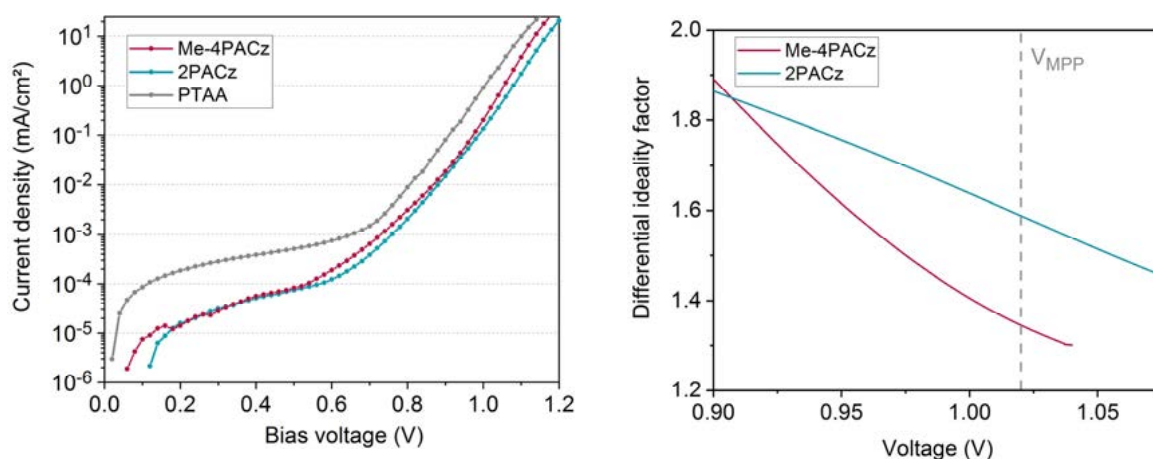 Current density (mA/cm²)
10¹
10⁰
10⁻¹
10⁻²
10⁻³
10⁻⁴
10⁻⁵
10⁻⁶
Me-4PACz
2PACz
PTAA
0.0 0.2 0.4 0.6 0.8 1.0 1.2
Bias voltage (V)
Differential ideality factor
2.0
1.8
1.6
1.4
1.2
Me-4PACz
2PACz
V_MPP
0.90 0.95 1.00 1.05
Voltage (V)